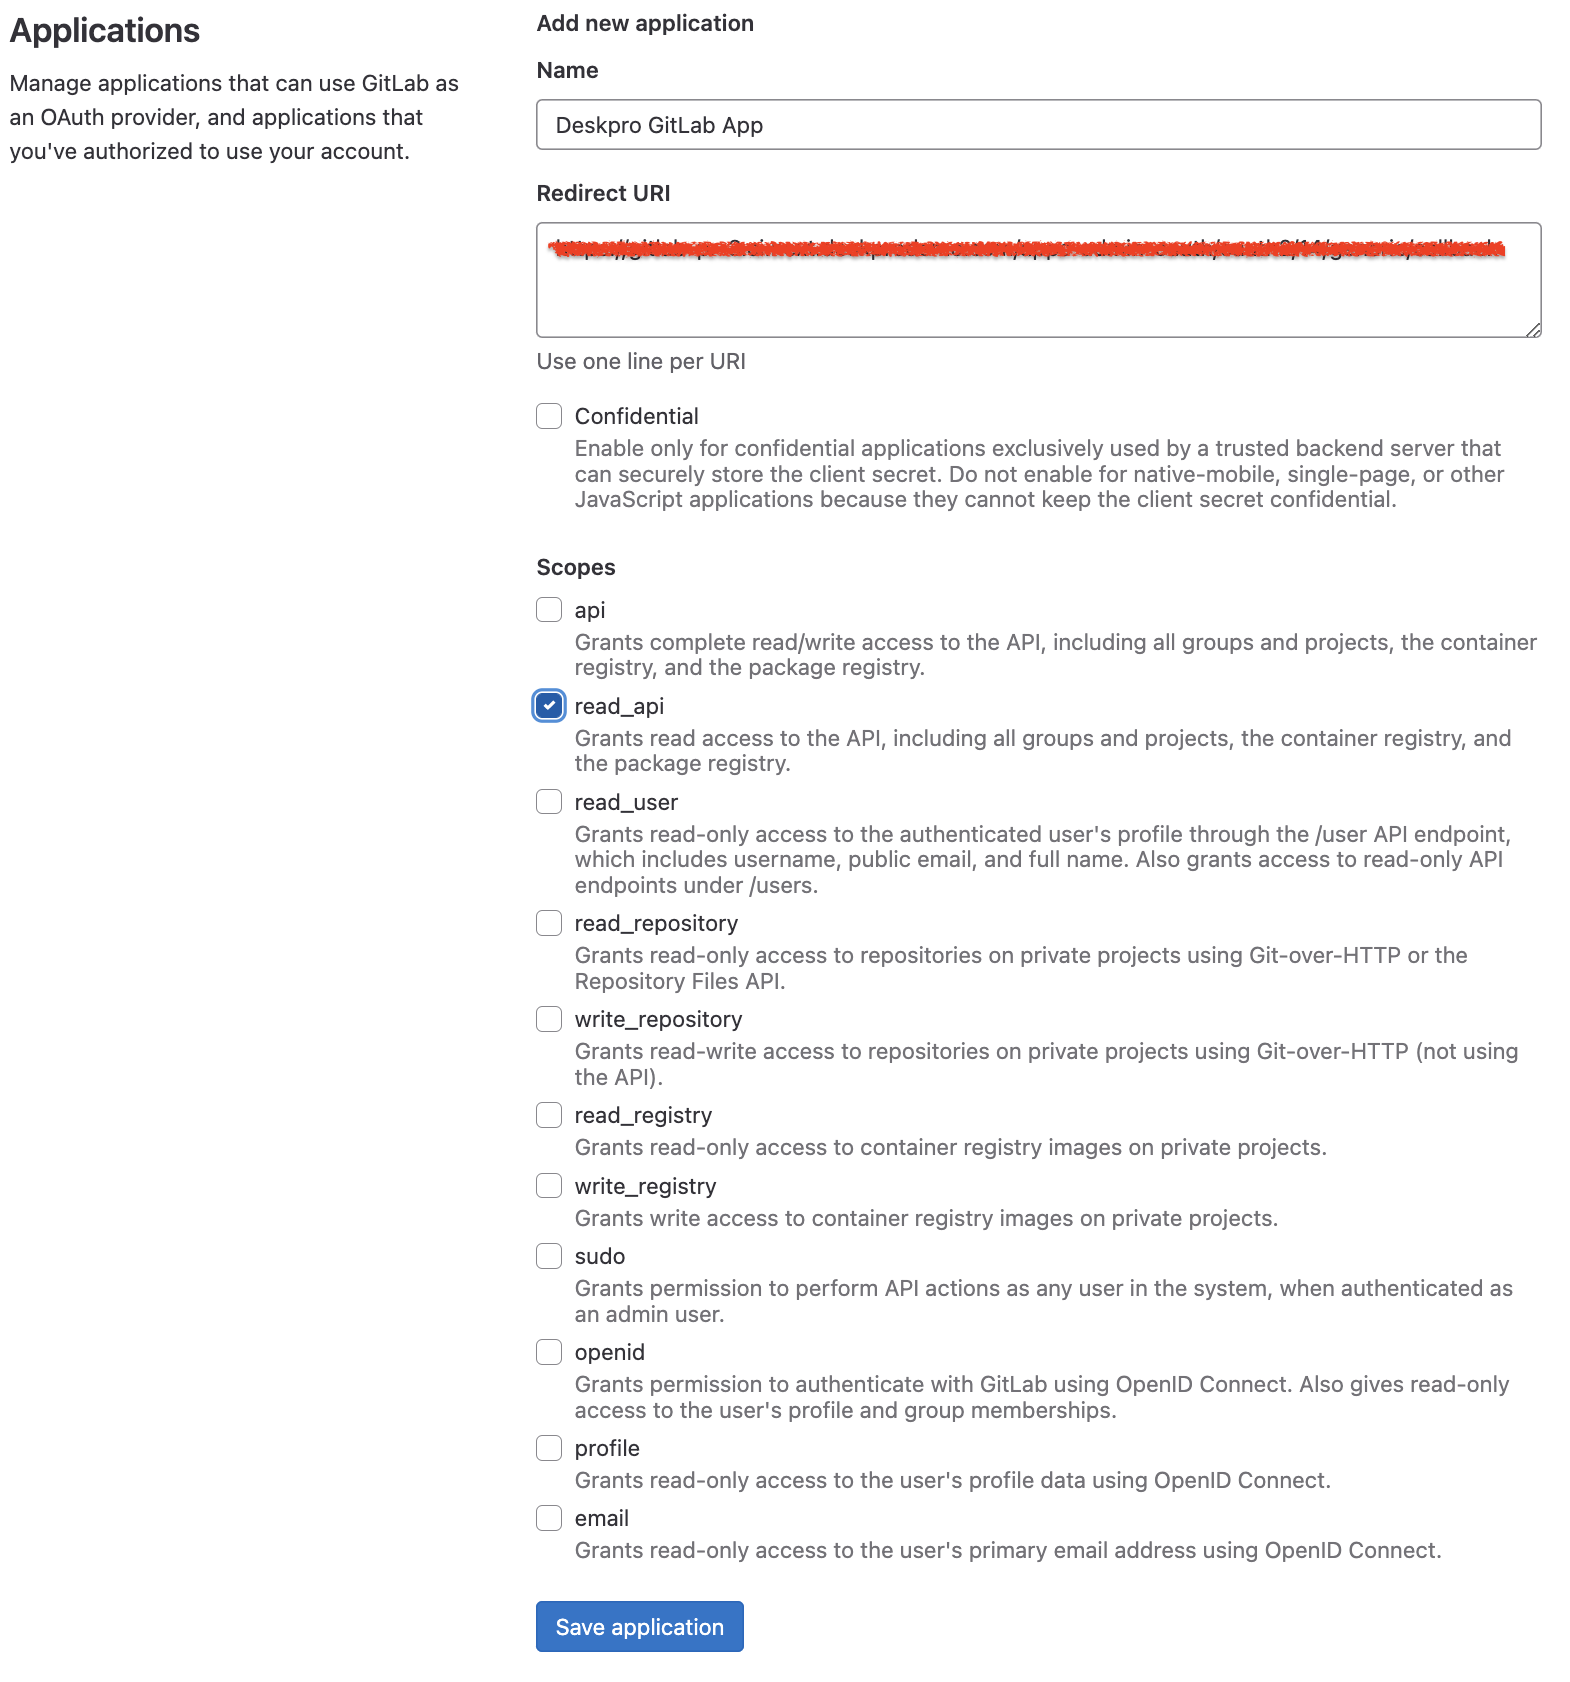 Applications
Manage applications that can use GitLab as
an OAuth provider, and applications that
you've authorized to use your account.
Add new application
Name
Deskpro GitLab App
Redirect URI
Use one line per URI
Confidential
Enable only for confidential applications exclusively used by a trusted backend server that
can securely store the client secret. Do not enable for native-mobile, single-page, or other
JavaScript applications because they cannot keep the client secret confidential.
Scopes
api
Grants complete read/write access to the API, including all groups and projects, the container
registry, and the package registry.
read_api
Grants read access to the API, including all groups and projects, the container registry, and
the package registry.
read_user
Grants read-only access to the authenticated user's profile through the /user API endpoint,
which includes username, public email, and full name. Also grants access to read-only API
endpoints under /users.
read_repository
Grants read-only access to repositories on private projects using Git-over-HTTP or the
Repository Files API.
write_repository
Grants read-write access to repositories on private projects using Git-over-HTTP (not using
the API).
read_registry
Grants read-only access to container registry images on private projects.
write_registry
Grants write access to container registry images on private projects.
sudo
Grants permission to perform API actions as any user in the system, when authenticated as
an admin user.
openid
Grants permission to authenticate with GitLab using OpenID Connect. Also gives read-only
access to the user's profile and group memberships.
profile
Grants read-only access to the user's profile data using OpenID Connect.
email
Grants read-only access to the user's primary email address using OpenID Connect.
Save application